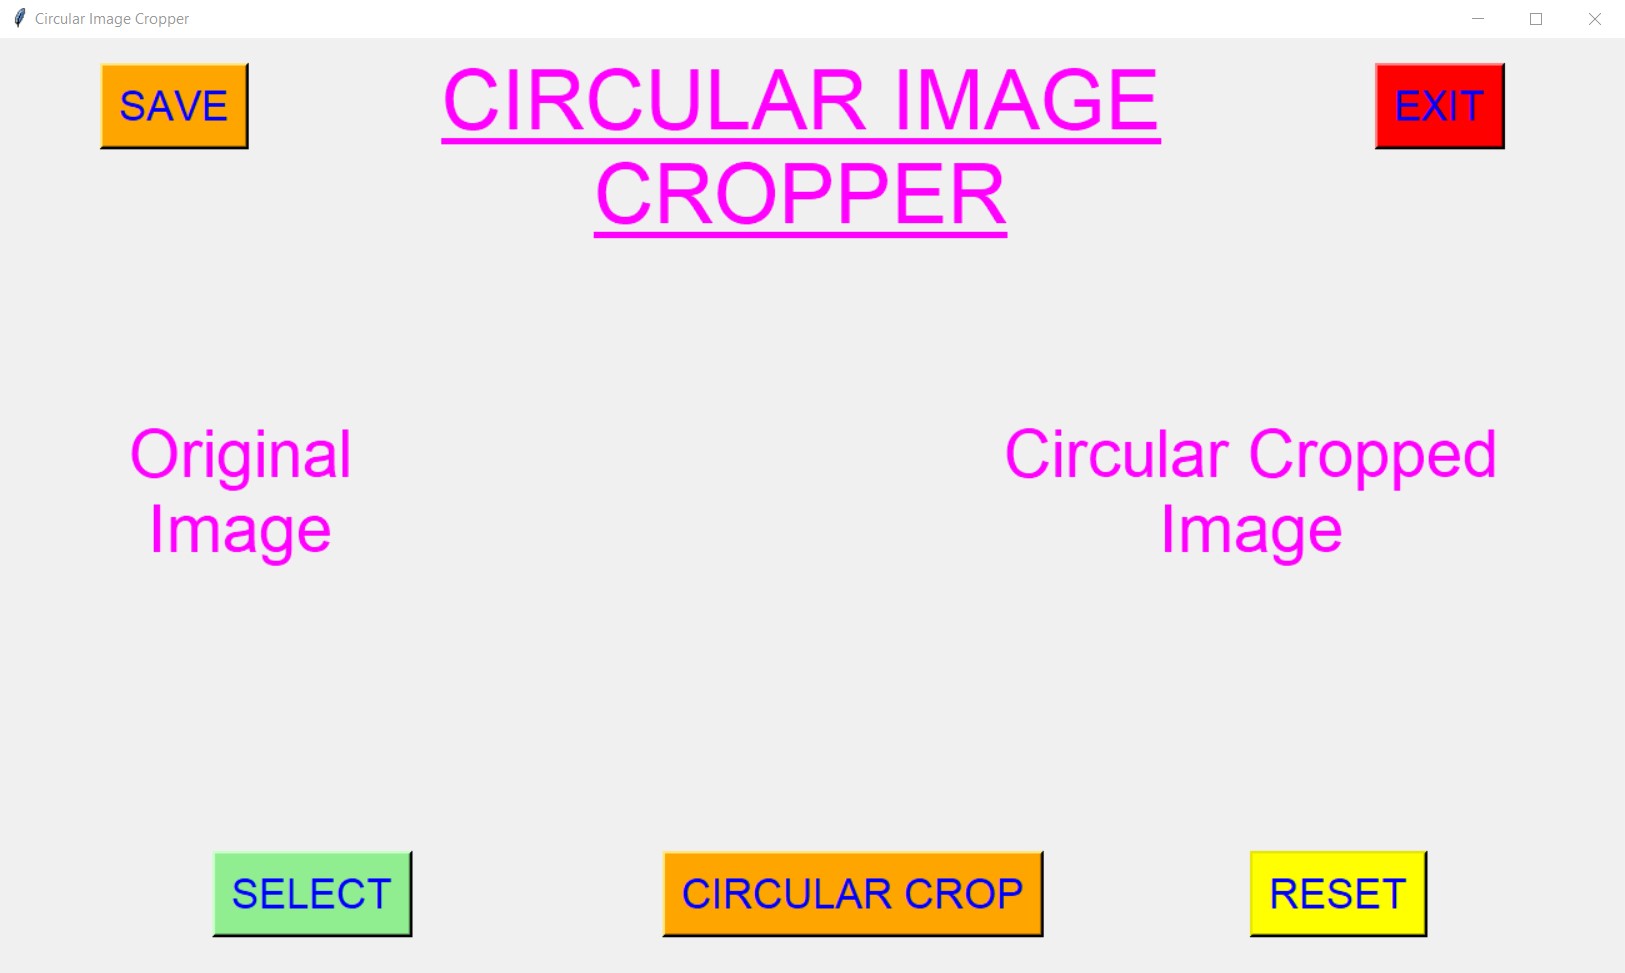 Circular Image Cropper
SAVE
CIRCULAR IMAGE
CROPPER
EXIT
Original
Image
Circular Cropped
Image
SELECT
CIRCULAR CROP
RESET